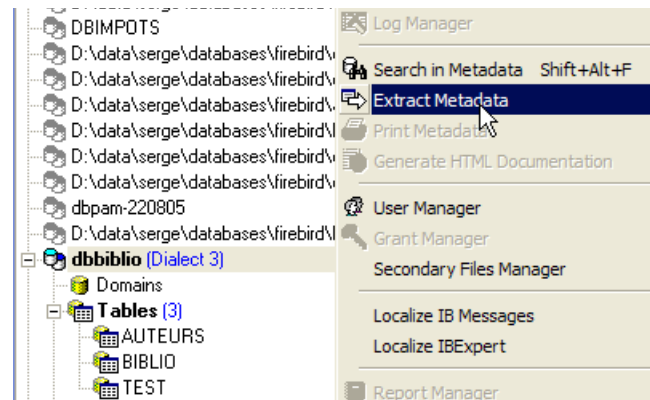 DBIMPOTS
D:\data\serge\databases\firebird\
D:\data\serge\databases\firebird\
D:\data\serge\databases\firebird\
D:\data\serge\databases\firebird\
D:\data\serge\databases\firebird\
D:\data\serge\databases\firebird\
dbpam-220805
D:\data\serge\databases\firebird\
dbbiblio (Dialect 3)
Domains
Tables (3)
AUTEURS
BIBLIO
TEST
Log Manager
Search in Metadata Shift+Alt+F
Extract Metadata
Print Metadata
Generate HTML Documentation
User Manager
Grant Manager
Secondary Files Manager
Localize IB Messages
Localize IBExpert
Report Manager